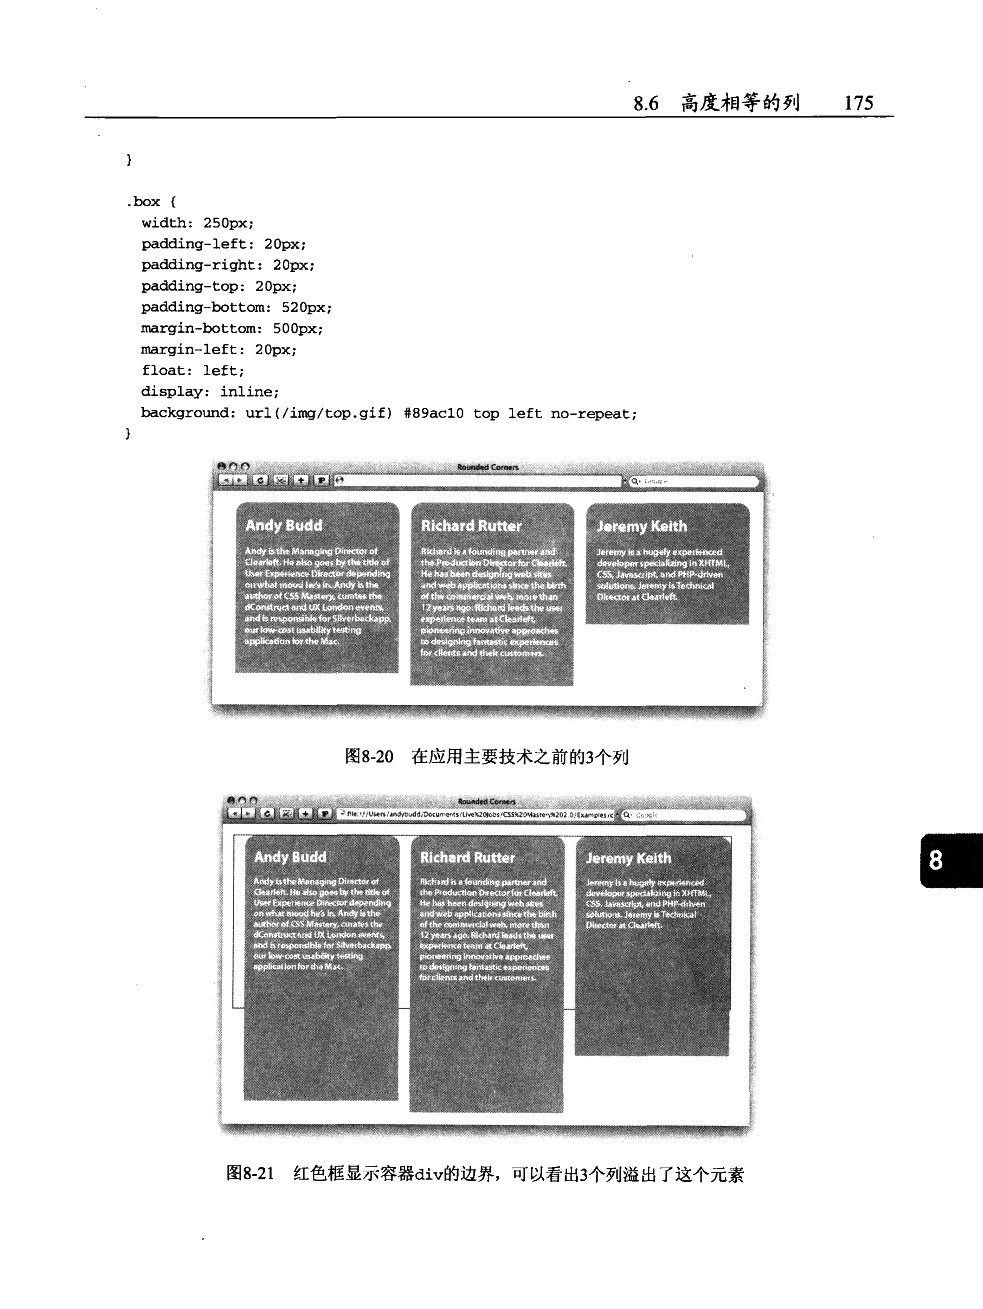 8.6 高度相等的列 175
}
.box {
width: 250px;
padding-left: 20px;
padding-right: 20px;
padding-top: 20px;
padding-bottom: 520px;
margin-bottom: 500px;
margin-left: 20px;
float: left;
display: inline;
background: url(/img/top.gif) #89ac10 top left no-repeat;
}
Rounded Corners
Andy Budd
Andy is the Managing Director of
Clearleft. He also goes by the title of
User Experience Director depending
on what mood he's in. Andy is the
author of CSS Mastery, curates the
dConstruct and UX London events,
and is responsible for Silverbackapp,
our low-cost usability testing
application for the Mac.
Richard Rutter
Richard is a founding partner and
the Production Director for Clearleft.
He has been designing web sites
and web applications since the birth
of the commercial web, more than
12 years ago. Richard leads the user
experience team at Clearleft,
pioneering innovative approaches
to designing fantastic experiences
for clients and their customers.
Jeremy Keith
Jeremy is a hugely experienced
developer specializing in XHTML,
CSS, Javascript, and PHP-driven
solutions. Jeremy is Technical
Director at Clearleft.
图8-20 在应用主要技术之前的3个列
Rounded Corners
file:///Users/andybudd/Documents/Live%20Jobs/CSS%20Mastery%202.0/Examples/c
Andy Budd
Andy is the Managing Director of
Clearleft. He also goes by the title of
User Experience Director depending
on what mood he's in. Andy is the
author of CSS Mastery, curates the
dConstruct and UX London events,
and is responsible for Silverbackapp,
our low-cost usability testing
application for the Mac.
Richard Rutter
Richard is a founding partner and
the Production Director for Clearleft.
He has been designing web sites
and web applications since the birth
of the commercial web, more than
12 years ago. Richard leads the user
experience team at Clearleft,
pioneering innovative approaches
to designing fantastic experiences
for clients and their customers.
Jeremy Keith
Jeremy is a hugely experienced
developer specializing in XHTML,
CSS, Javascript, and PHP-driven
solutions. Jeremy is Technical
Director at Clearleft.
8
图8-21 红色框显示容器div的边界，可以看出3个列溢出了这个元素